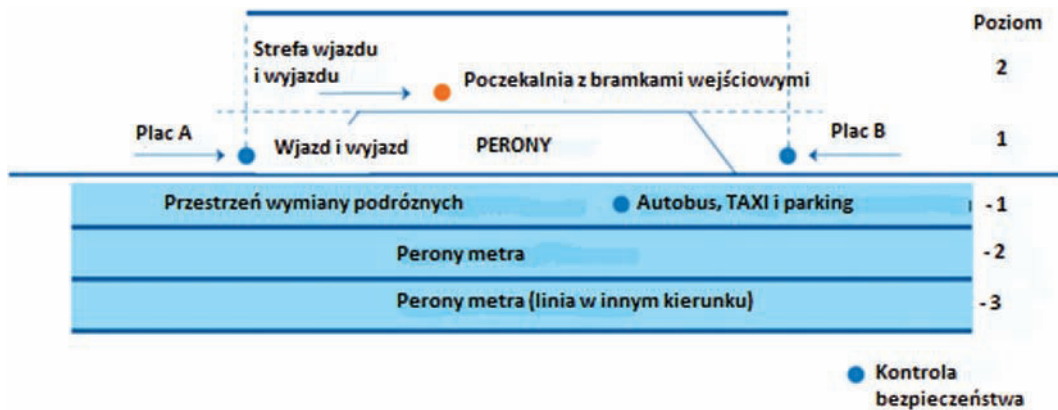 Poziom
Strefa wjazdu
i wyjazdu
2
Poczekalnia z bramkami wejściowymi
Plac A
Wjazd i wyjazd
PERONY
Plac B
1
Przestrzeń wymiany podróznych
Autobus, TAXI i parking
- 1
Perony metra
- 2
Perony metra (linia w innym kierunku)
- 3
Kontrola
bezpieczeństwa